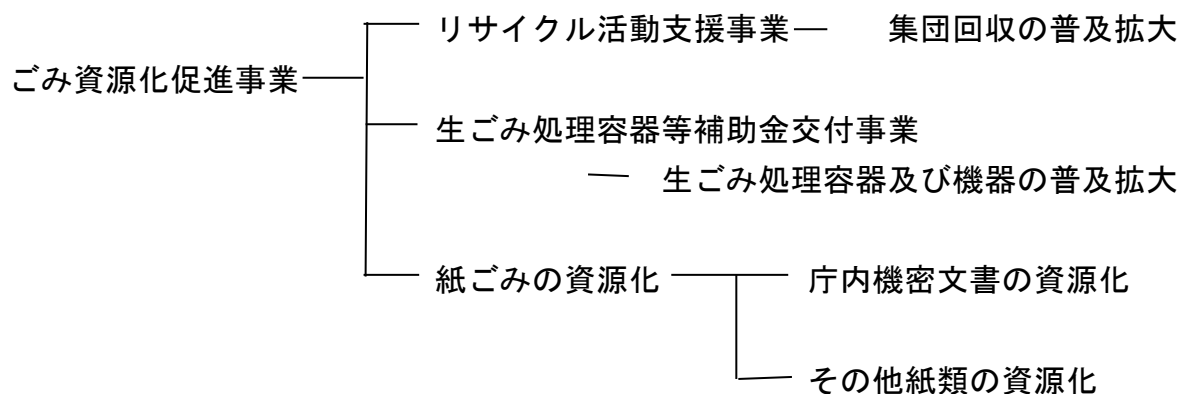 リサイクル活動支援事業 集団回収の普及拡大
ごみ資源化促進事業
生ごみ処理容器等補助金交付事業
生ごみ処理容器及び機器の普及拡大
紙ごみの資源化 庁内機密文書の資源化
その他紙類の資源化